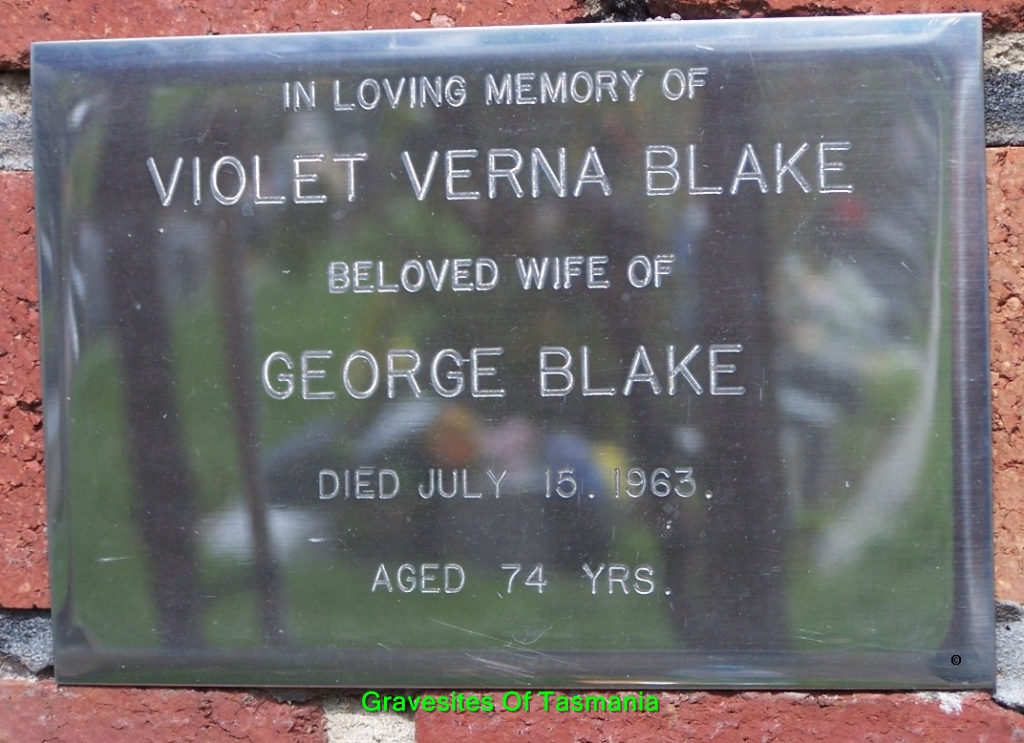 IN LOVING MEMORY OF
VIOLET VERNA BLAKE
BELOVED WIFE OF
GEORGE BLAKE
DIED JULY 15. 1963.
AGED 74 YRS.
©
Gravesites Of Tasmania